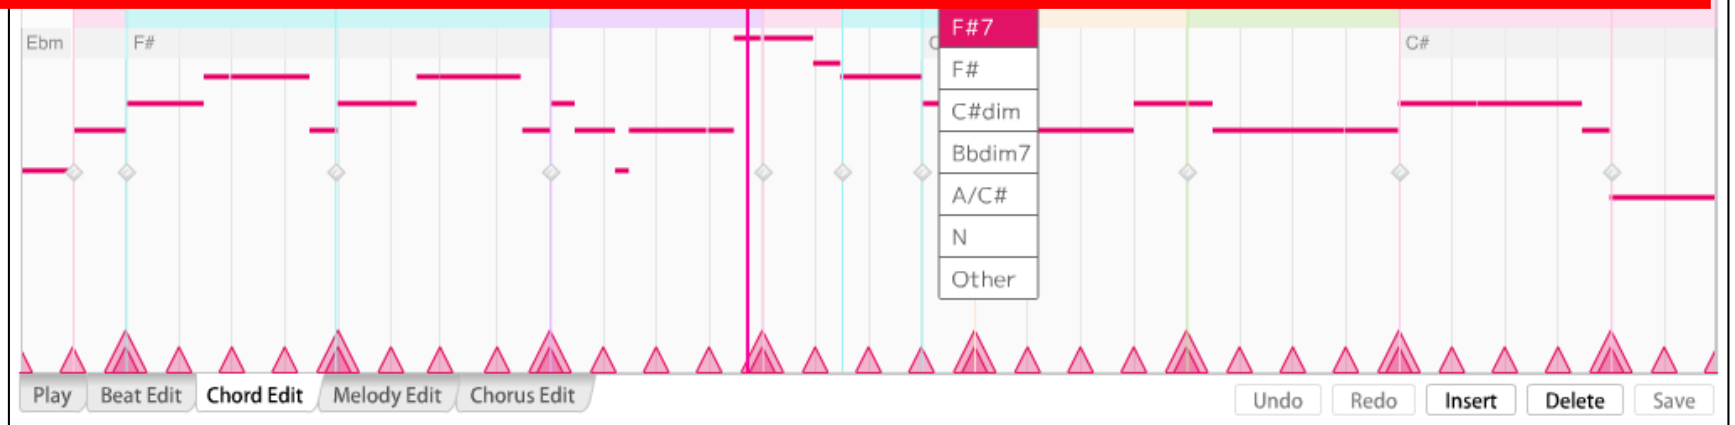 F#7
Ebm F# C#
F#
C#dim
Bbdim7
A/C#
N
Other
Play Beat Edit Chord Edit Melody Edit Chorus Edit Undo Redo Insert Delete Save